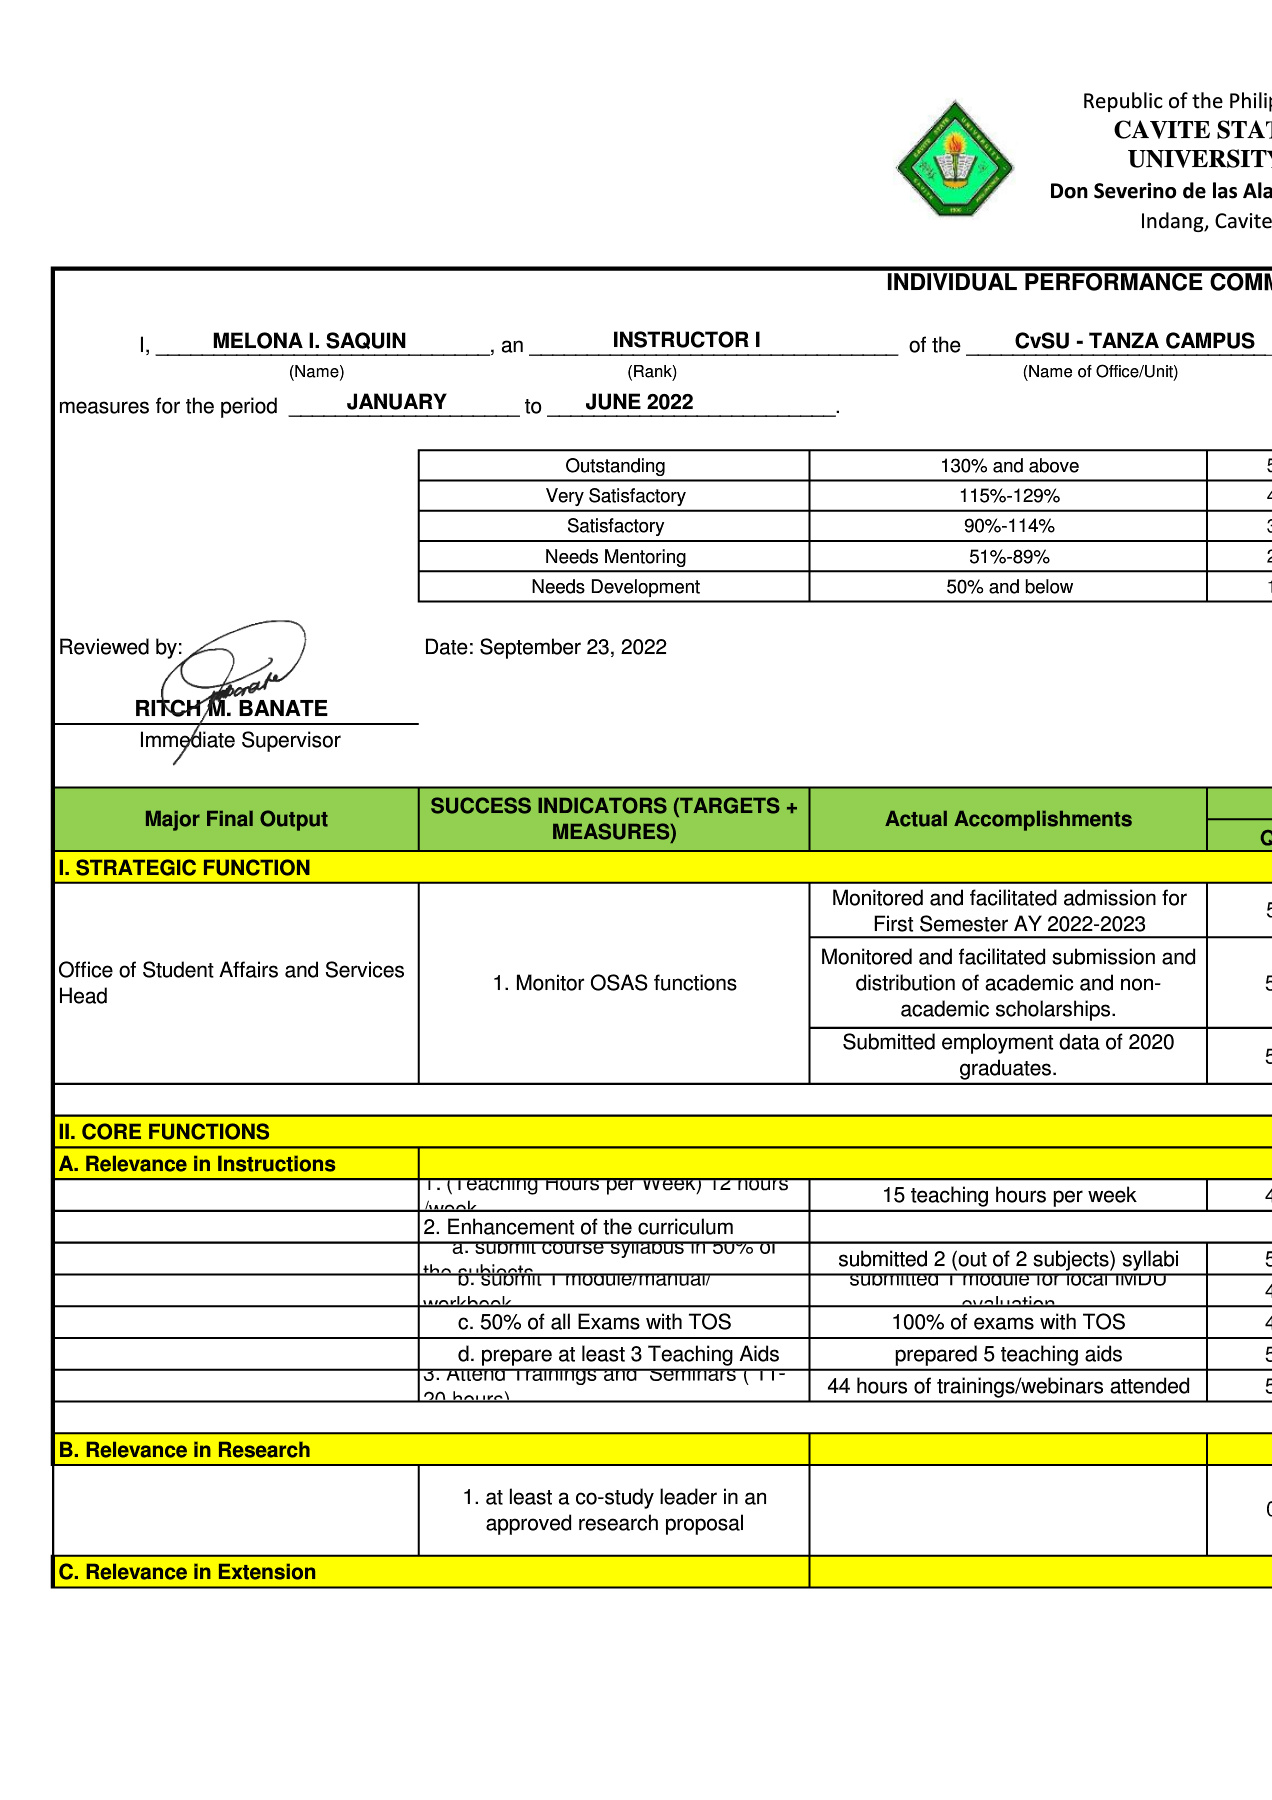 Republic of the Philip
CAVITE STAT
UNIVERSITY
Don Severino de las Ala
Indang, Cavite
INDIVIDUAL PERFORMANCE COMM
I, MELONA I. SAQUIN, an INSTRUCTOR I of the CvSU - TANZA CAMPUS
(Name) (Rank) (Name of Office/Unit)
measures for the period JANUARY to JUNE 2022.
Outstanding 130% and above 5
Very Satisfactory 115%-129% 4
Satisfactory 90%-114% 3
Needs Mentoring 51%-89% 2
Needs Development 50% and below 1
Reviewed by: Date: September 23, 2022
RITCH M. BANATE
Immediate Supervisor
Major Final Output
SUCCESS INDICATORS (TARGETS +
MEASURES)
Actual Accomplishments
Q
I. STRATEGIC FUNCTION
Office of Student Affairs and Services
Head
1. Monitor OSAS functions
Monitored and facilitated admission for
First Semester AY 2022-2023
5
Monitored and facilitated submission and
distribution of academic and non-
academic scholarships.
5
Submitted employment data of 2020
graduates.
5
II. CORE FUNCTIONS
A. Relevance in Instructions
1. (Teaching Hours per Week) 12 hours
/week
15 teaching hours per week 4
2. Enhancement of the curriculum
a. submit course syllabus in 50% of
the subjects
submitted 2 (out of 2 subjects) syllabi 5
b. submit 1 module/manual/
workbook
submitted 1 module for local IMDU
evaluation
4
c. 50% of all Exams with TOS 100% of exams with TOS 4
d. prepare at least 3 Teaching Aids prepared 5 teaching aids 5
3. Attend Trainings and Seminars ( 11-
20 hours)
44 hours of trainings/webinars attended 5
B. Relevance in Research
1. at least a co-study leader in an
approved research proposal
0
C. Relevance in Extension